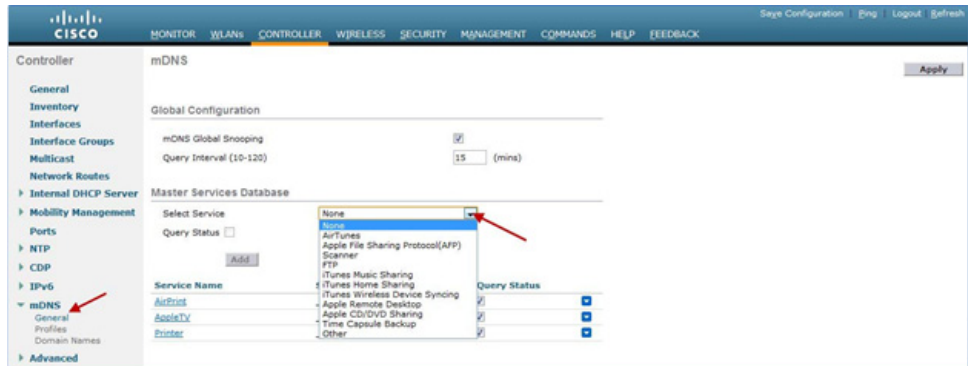 Save Configuration Ping Logout Refresh
CISCO MONITOR WLANs CONTROLLER WIRELESS SECURITY MANAGEMENT COMMANDS HELP FEEDBACK
Controller
General
Inventory
Interfaces
Interface Groups
Multicast
Network Routes
Internal DHCP Server
Mobility Management
Ports
NTP
CDP
IPv6
mDNS
General
Profiles
Domain Names
Advanced
mDNS
Apply
Global Configuration
mDNS Global Snooping
Query Interval (10-120) 15 (mins)
Master Services Database
Select Service None
None
AirTunes
Apple File Sharing Protocol(AFP)
Scanner
FTP
iTunes Music Sharing
iTunes Home Sharing
iTunes Wireless Device Syncing
Apple Remote Desktop
Apple CD/DVD Sharing
Time Capsule Backup
Other
Query Status
Add
Service Name Query Status
AirPrint
AppleTV
Printer